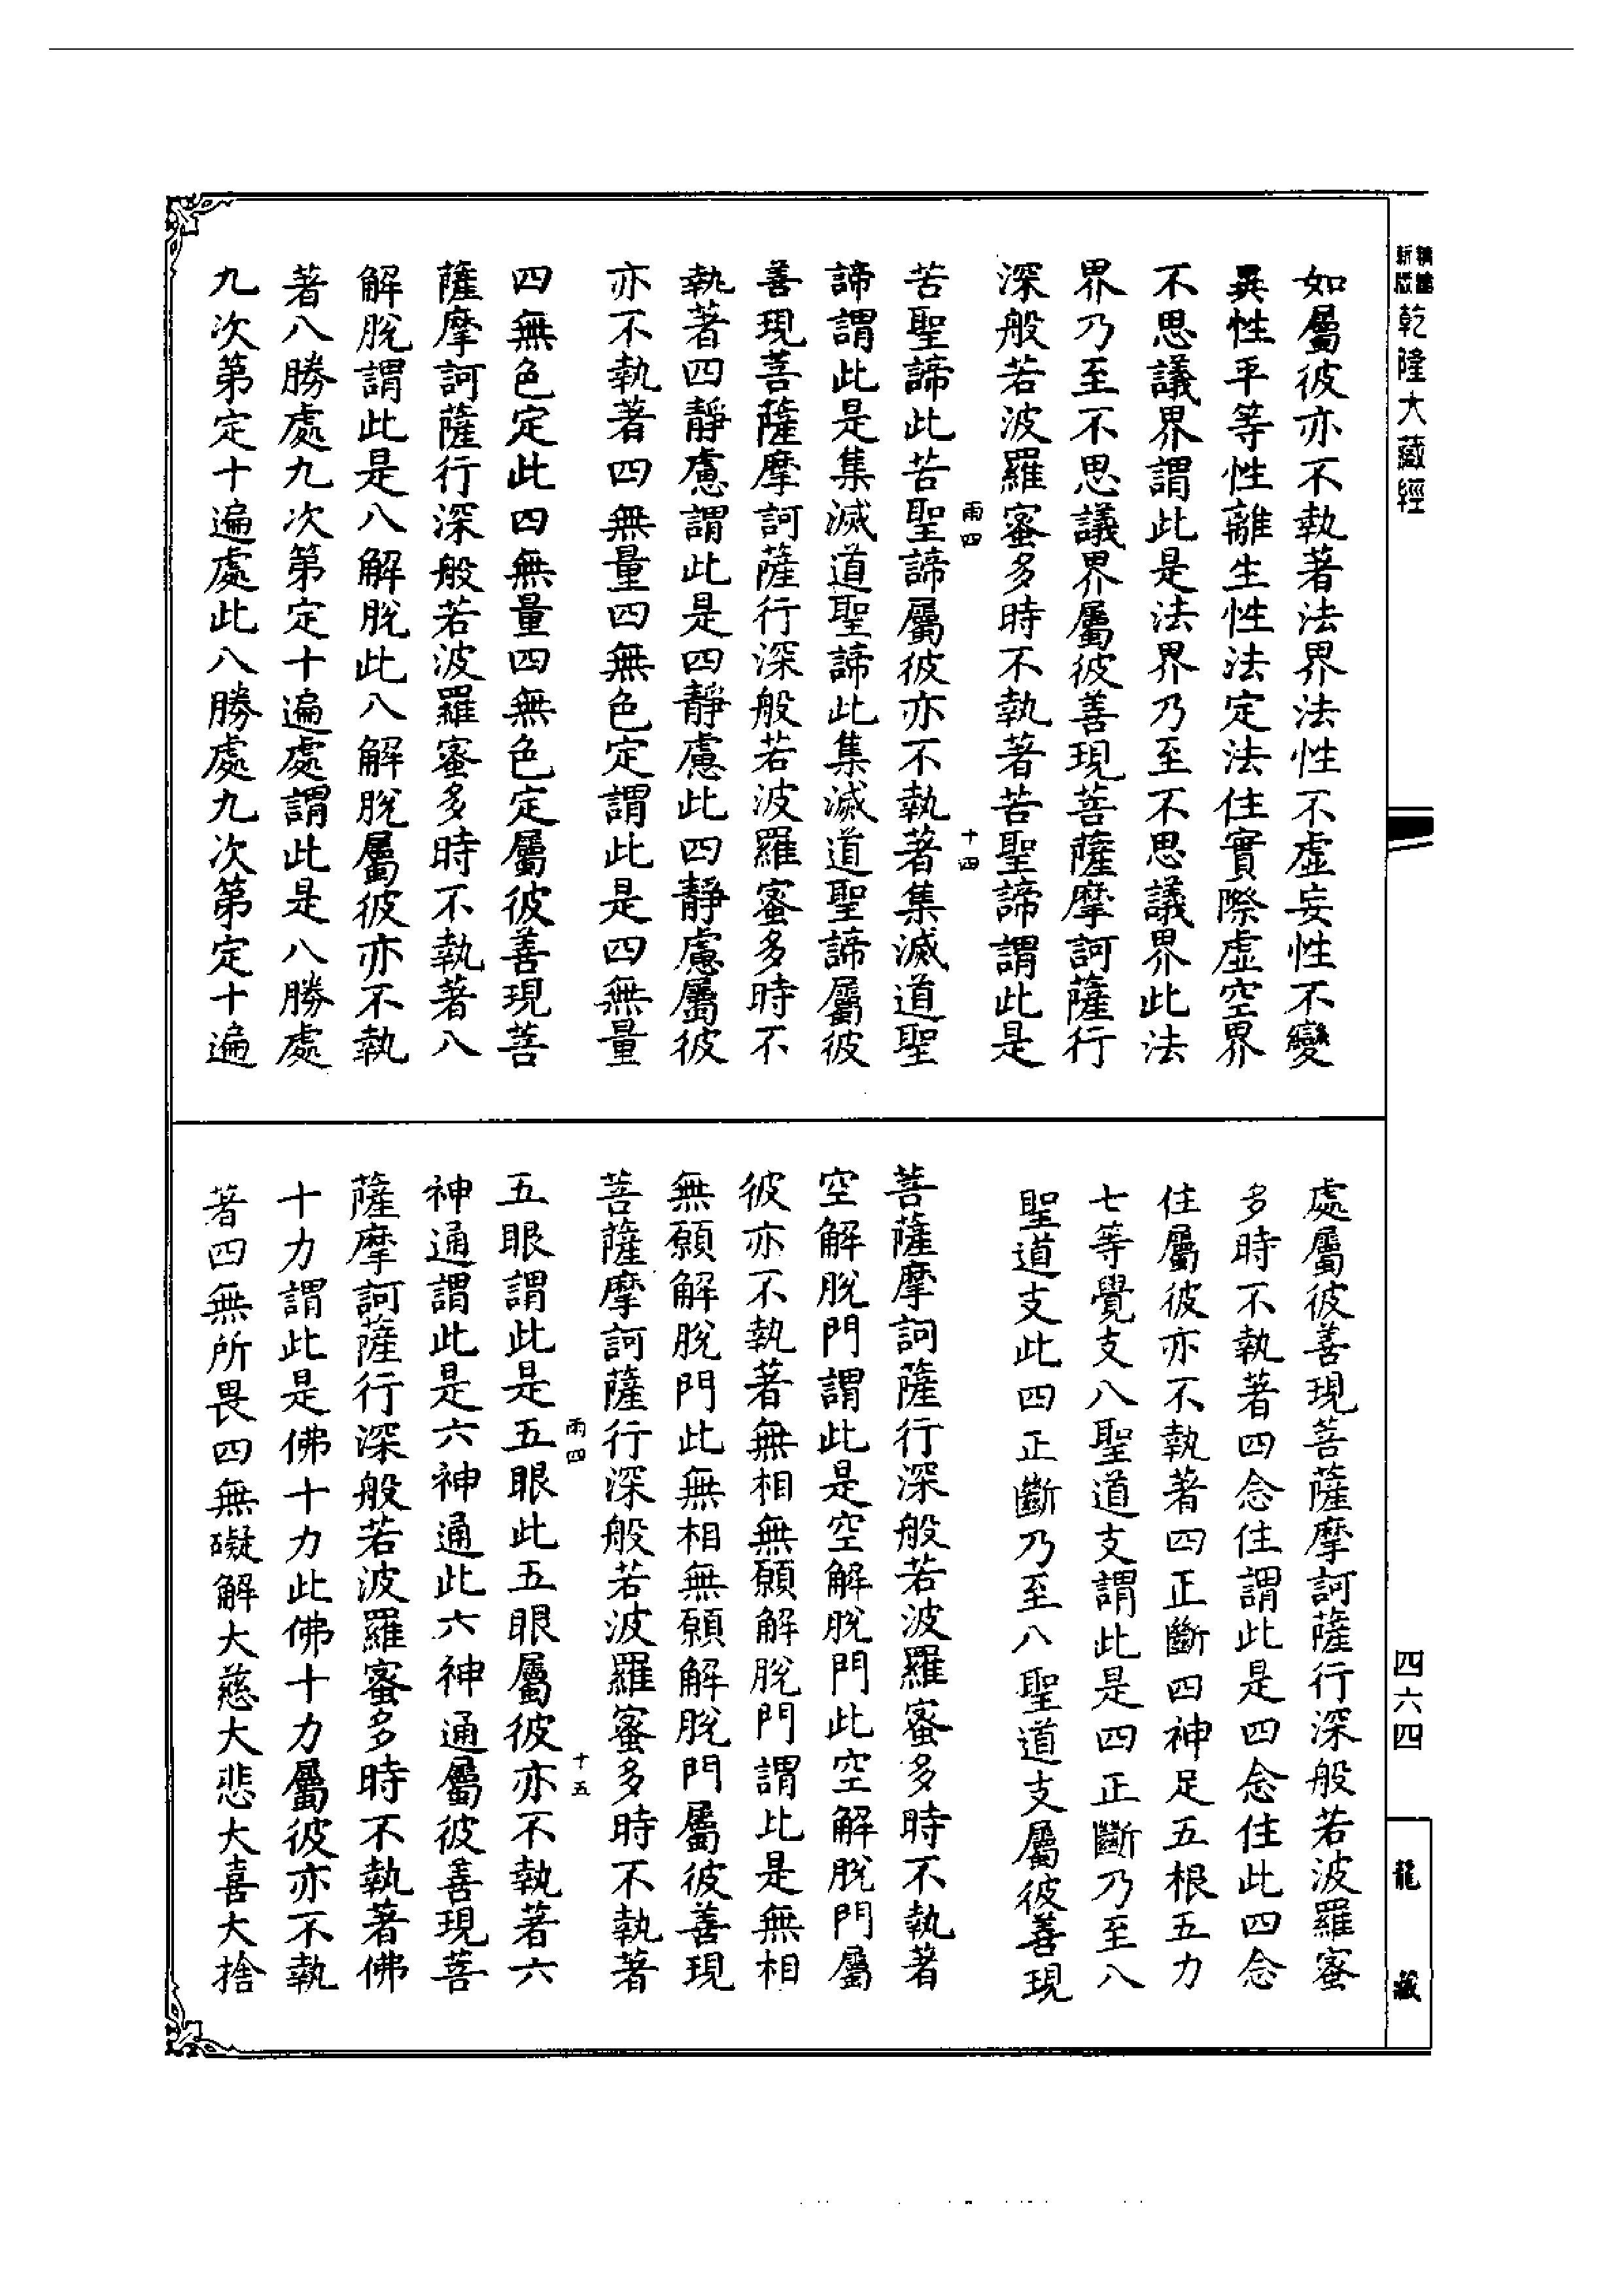 乾隆大藏經
如屬彼亦不執著法界法性不虛妄性不變
異性平等性離生性法定法住實際虛空界
不思議界謂此是法界乃至不思議界此法
界乃至不思議界屬彼善現菩薩摩訶薩行
深般若波羅蜜多時不執著苦聖諦謂此是
雨四
十四
苦聖諦此苦聖諦屬彼亦不執著集滅道聖
諦謂此是集滅道聖諦此集滅道聖諦屬彼
善現菩薩摩訶薩行深般若波羅蜜多時不
執著四靜慮謂此是四靜慮此四靜慮屬彼
亦不執著四無量四無色定謂此是四無量
四無色定此四無量四無色定屬彼善現菩
薩摩訶薩行深般若波羅蜜多時不執著八
解脫謂此是八解脫此八解脫屬彼亦不執
著八勝處九次第定十遍處謂此是八勝處
九次第定十遍處此八勝處九次第定十遍
處屬彼善現菩薩摩訶薩行深般若波羅蜜
多時不執著四念住謂此是四念住此四念
住屬彼亦不執著四正斷四神足五根五力
七等覺支八聖道支謂此是四正斷乃至八
聖道支此四正斷乃至八聖道支屬彼善現
菩薩摩訶薩行深般若波羅蜜多時不執著
空解脫門謂此是空解脫門此空解脫門屬
彼亦不執著無相無願解脫門謂此是無相
無願解脫門此無相無願解脫門屬彼善現
菩薩摩訶薩行深般若波羅蜜多時不執著
雨四
十五
五眼謂此是五眼此五眼屬彼亦不執著六
神通謂此是六神通此六神通屬彼善現菩
薩摩訶薩行深般若波羅蜜多時不執著佛
十力謂此是佛十力此佛十力屬彼亦不執
著四無所畏四無礙解大慈大悲大喜大捨
四六四
龍藏